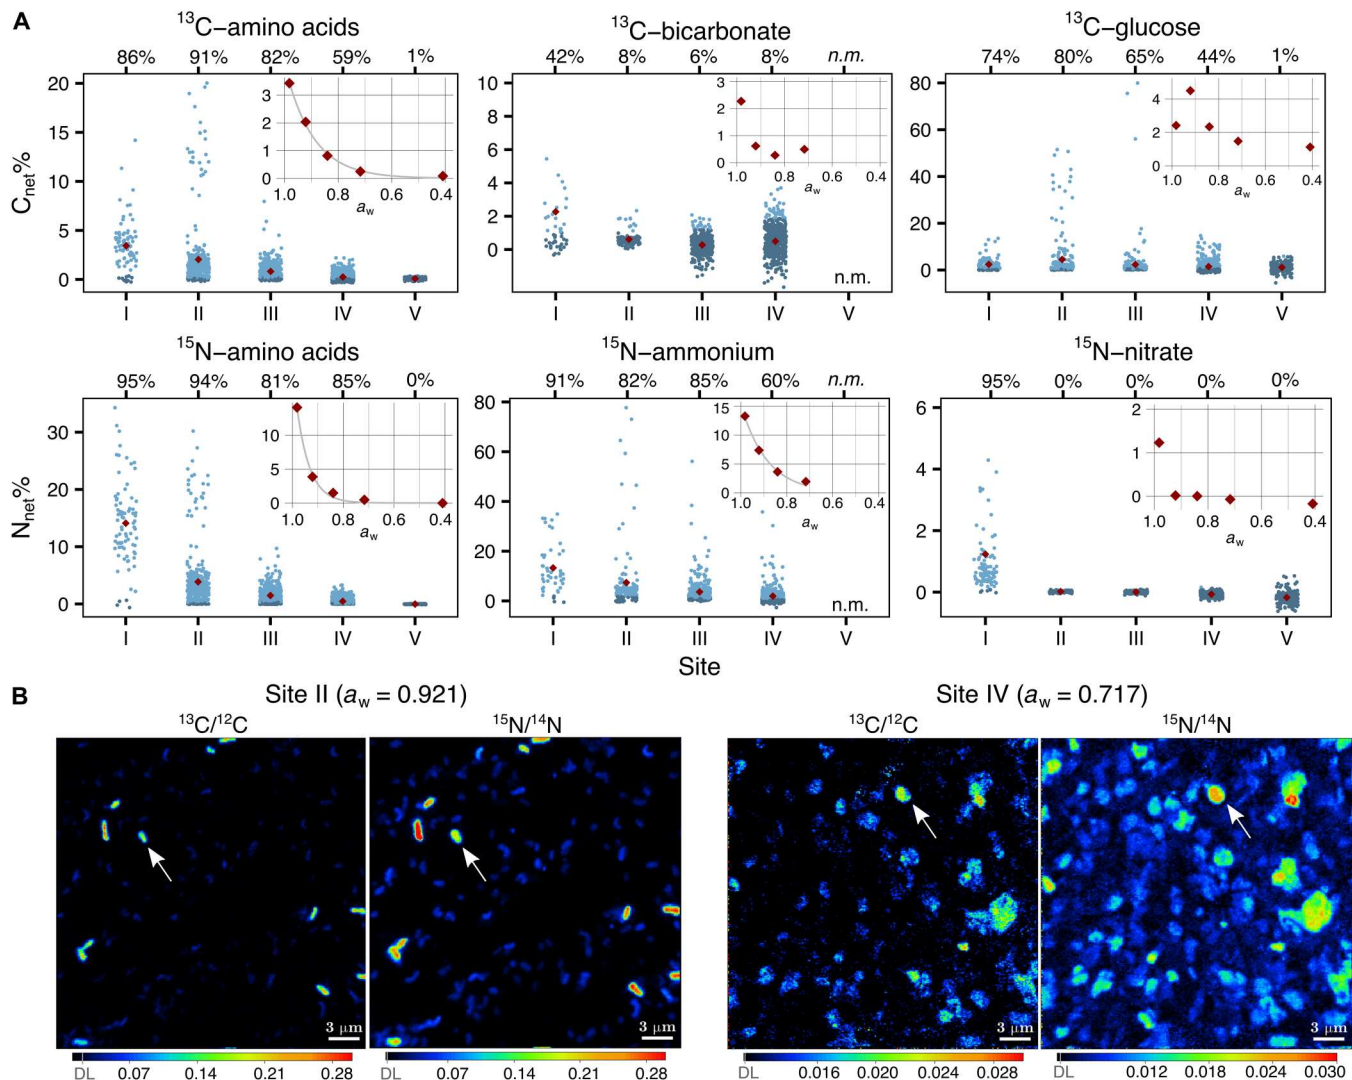 A
¹³C–amino acids
86% 91% 82% 59% 1%
C_net%
20
15
10
5
0
3
2
1
0
1.0 0.8 0.6 0.4
a_w
I II III IV V
¹³C–bicarbonate
42% 8% 6% 8% n.m.
10
8
6
4
2
0
3
2
1
0
1.0 0.8 0.6 0.4
a_w
n.m.
I II III IV V
¹³C–glucose
74% 80% 65% 44% 1%
80
60
40
20
0
4
2
0
1.0 0.8 0.6 0.4
a_w
I II III IV V
¹⁵N–amino acids
95% 94% 81% 85% 0%
N_net%
30
20
10
0
10
5
0
1.0 0.8 0.6 0.4
a_w
I II III IV V
¹⁵N–ammonium
91% 82% 85% 60% n.m.
80
60
40
20
0
15
10
5
0
1.0 0.8 0.6 0.4
a_w
n.m.
I II III IV V
¹⁵N–nitrate
95% 0% 0% 0% 0%
6
4
2
0
2
1
0
1.0 0.8 0.6 0.4
a_w
I II III IV V
Site
B
Site II (a_w = 0.921)
¹³C/¹²C
3 μm
DL 0.07 0.14 0.21 0.28
¹⁵N/¹⁴N
3 μm
DL 0.07 0.14 0.21 0.28
Site IV (a_w = 0.717)
¹³C/¹²C
3 μm
DL 0.016 0.020 0.024 0.028
¹⁵N/¹⁴N
3 μm
DL 0.012 0.018 0.024 0.030